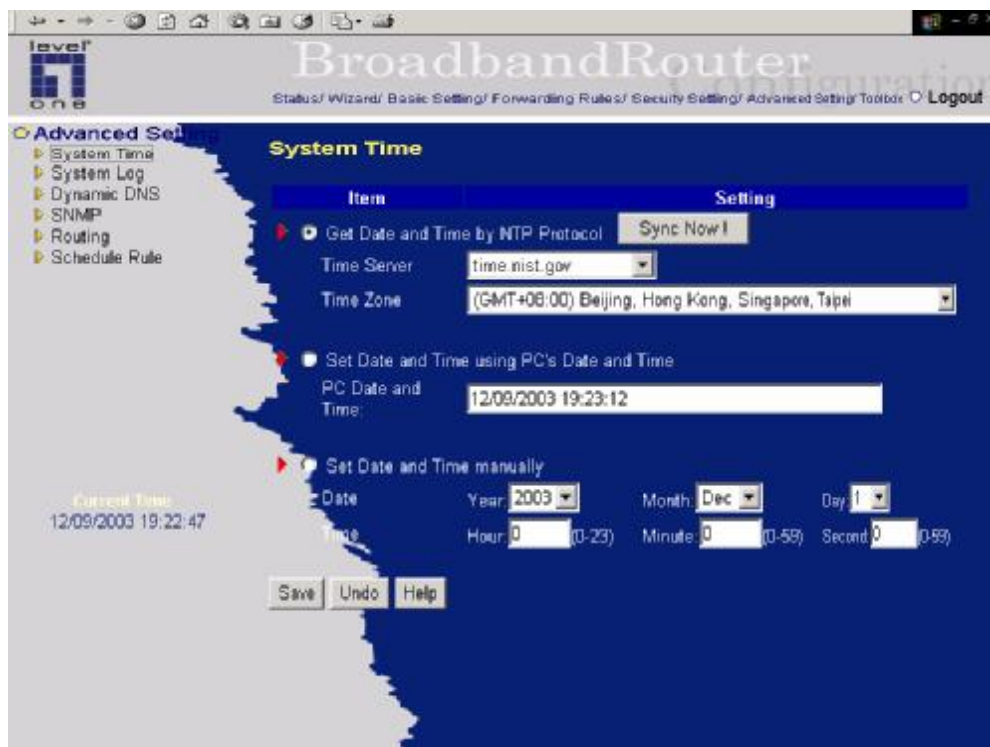 level
one
BroadbandRouter
Configuration
Status/ Wizard/ Basic Setting/ Forwarding Rules/ Security Setting/ Advanced Setting/ Toolbox Logout
Advanced Setting
System Time
System Log
Dynamic DNS
SNMP
Routing
Schedule Rule
Current Time
12/09/2003 19:22:47
System Time
Item Setting
Get Date and Time by NTP Protocol Sync Now !
Time Server time.nist.gov
Time Zone (GMT+08:00) Beijing, Hong Kong, Singapore, Taipei
Set Date and Time using PC's Date and Time
PC Date and Time: 12/09/2003 19:23:12
Set Date and Time manually
Date Year: 2003 Month: Dec Day: 1
Time Hour: 0 (0-23) Minute: 0 (0-59) Second: 0 (0-59)
Save Undo Help